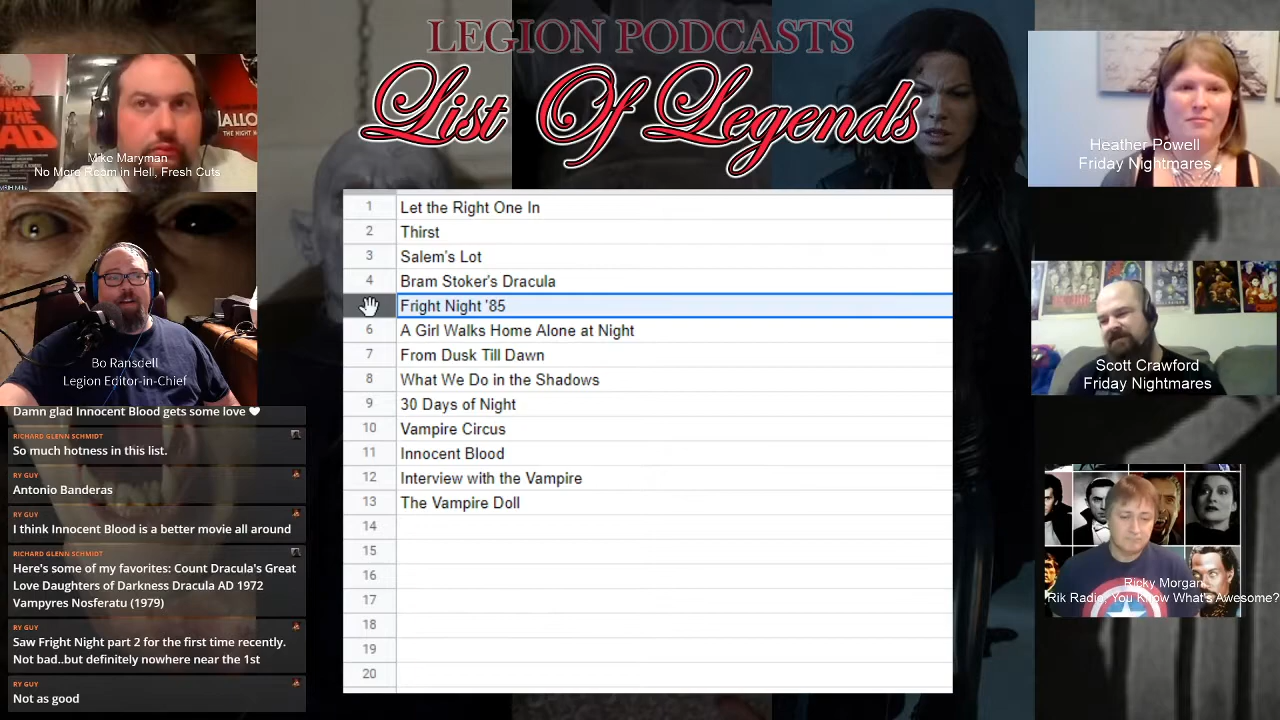 LEGION PODCASTS
List Of Legends
Mike Maryman
No More Room in Hell, Fresh Cuts
Bo Ransdell
Legion Editor-in-Chief
Heather Powell
Friday Nightmares
Scott Crawford
Friday Nightmares
Ricky Morgan
Rik Radio, You Know What's Awesome?
1 Let the Right One In
2 Thirst
3 Salem's Lot
4 Bram Stoker's Dracula
Fright Night '85
6 A Girl Walks Home Alone at Night
7 From Dusk Till Dawn
8 What We Do in the Shadows
9 30 Days of Night
10 Vampire Circus
11 Innocent Blood
12 Interview with the Vampire
13 The Vampire Doll
14
15
16
17
18
19
20
Damn glad Innocent Blood gets some love
RICHARD GLENN SCHMIDT
So much hotness in this list.
RY GUY
Antonio Banderas
RY GUY
I think Innocent Blood is a better movie all around
RICHARD GLENN SCHMIDT
Here's some of my favorites: Count Dracula's Great
Love Daughters of Darkness Dracula AD 1972
Vampyres Nosferatu (1979)
RY GUY
Saw Fright Night part 2 for the first time recently.
Not bad..but definitely nowhere near the 1st
RY GUY
Not as good